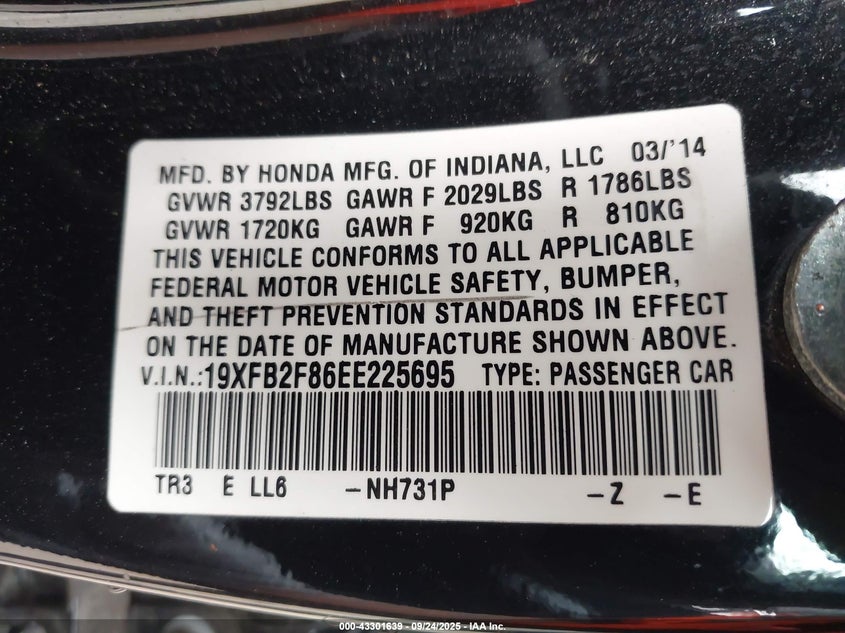 MFD. BY HONDA MFG. OF INDIANA, LLC 03/'14
GVWR 3792LBS GAWR F 2029LBS R 1786LBS
GVWR 1720KG GAWR F 920KG R 810KG
THIS VEHICLE CONFORMS TO ALL APPLICABLE
FEDERAL MOTOR VEHICLE SAFETY, BUMPER,
AND THEFT PREVENTION STANDARDS IN EFFECT
ON THE DATE OF MANUFACTURE SHOWN ABOVE.
V.I.N.:19XFB2F86EE225695 TYPE: PASSENGER CAR
TR3 E LL6 -NH731P -Z -E
000-43301639 - 09/24/2025 - IAA Inc.